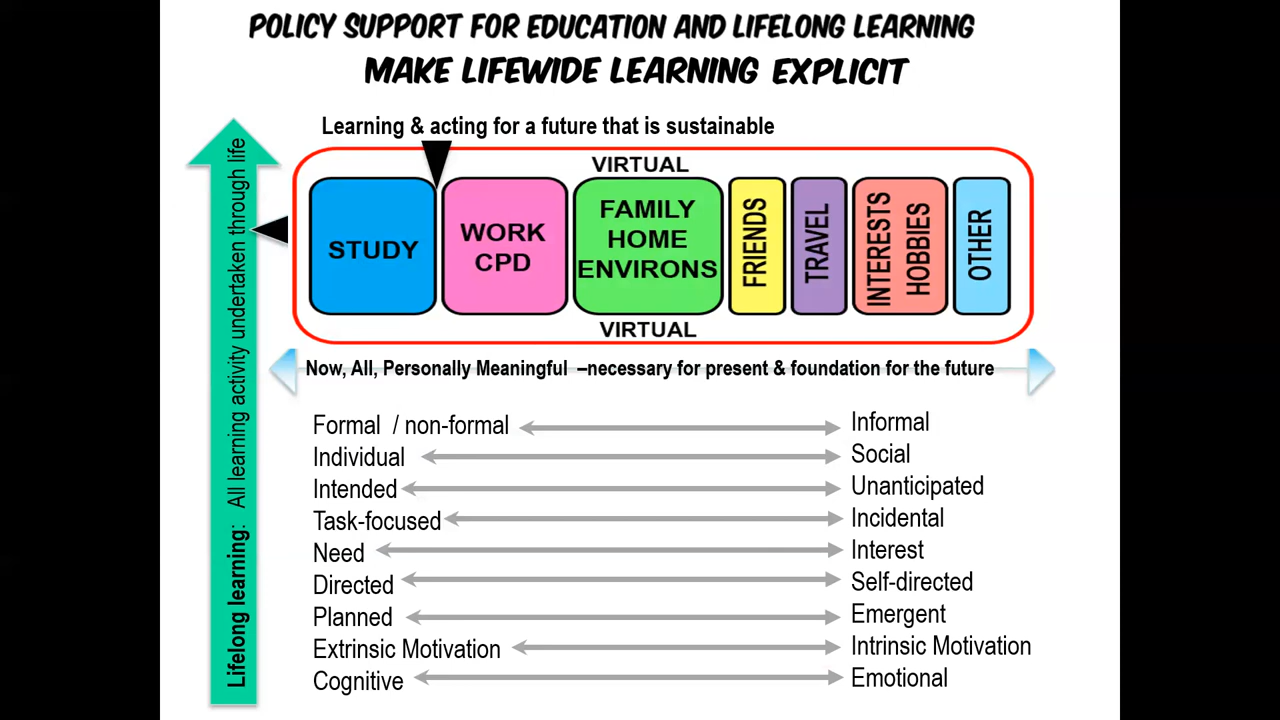 POLICY SUPPORT FOR EDUCATION AND LIFELONG LEARNING
MAKE LIFEWIDE LEARNING EXPLICIT
Learning & acting for a future that is sustainable
Lifelong learning: All learning activity undertaken through life
VIRTUAL
STUDY
WORK
CPD
FAMILY
HOME
ENVIRONS
FRIENDS
TRAVEL
INTERESTS
HOBBIES
OTHER
VIRTUAL
Now, All, Personally Meaningful –necessary for present & foundation for the future
Formal / non-formal Informal
Individual Social
Intended Unanticipated
Task-focused Incidental
Need Interest
Directed Self-directed
Planned Emergent
Extrinsic Motivation Intrinsic Motivation
Cognitive Emotional